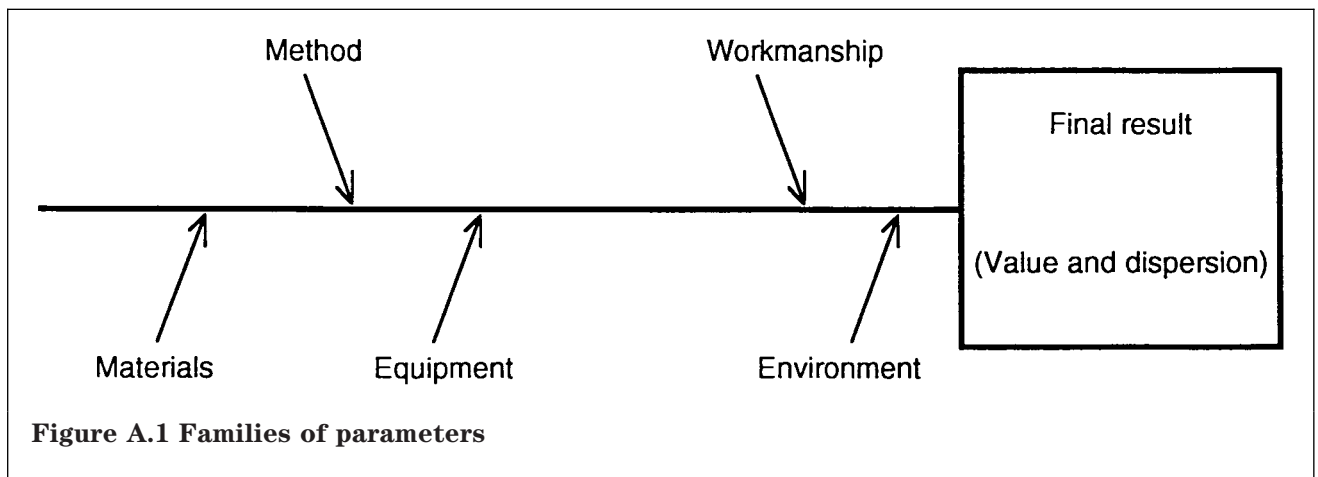 Method
Workmanship
Final result
(Value and dispersion)
Materials
Equipment
Environment
Figure A.1 Families of parameters